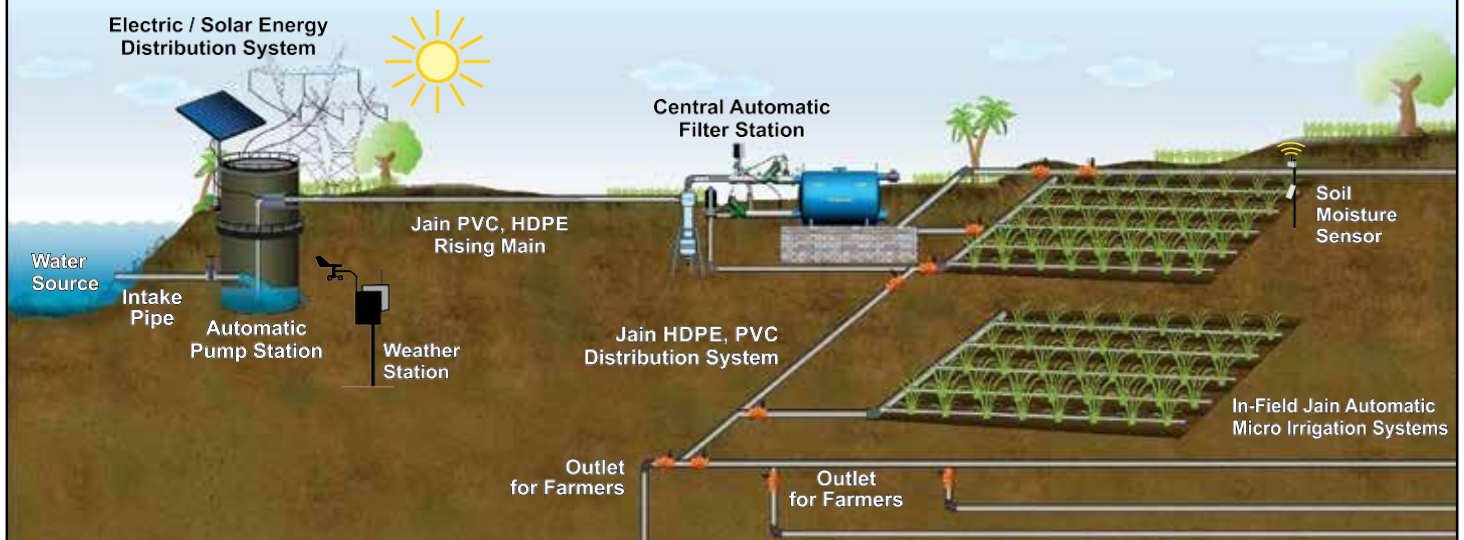 Electric / Solar Energy
Distribution System
Central Automatic
Filter Station
Jain PVC, HDPE
Rising Main
Soil
Moisture
Sensor
Water
Source
Intake
Pipe
Automatic
Pump Station
Weather
Station
Jain HDPE, PVC
Distribution System
In-Field Jain Automatic
Micro Irrigation Systems
Outlet
for Farmers
Outlet
for Farmers